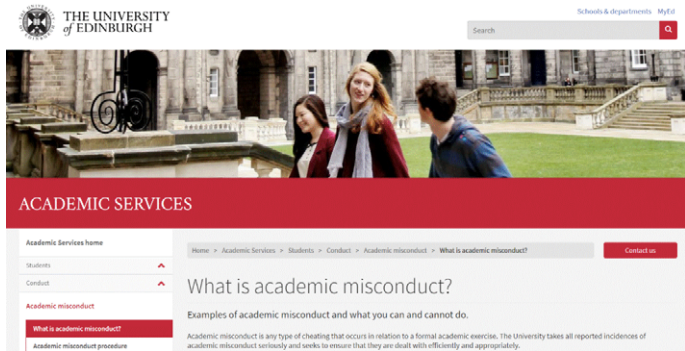 Schools & departments MyEd
THE UNIVERSITY
of EDINBURGH
Search
ACADEMIC SERVICES
Academic Services home
Students
Conduct
Academic misconduct
What is academic misconduct?
Academic misconduct procedure
Home > Academic Services > Students > Conduct > Academic misconduct > What is academic misconduct?
Contact us
What is academic misconduct?
Examples of academic misconduct and what you can and cannot do.
Academic misconduct is any type of cheating that occurs in relation to a formal academic exercise. The University takes all reported incidences of
academic misconduct seriously and seeks to ensure that they are dealt with efficiently and appropriately.